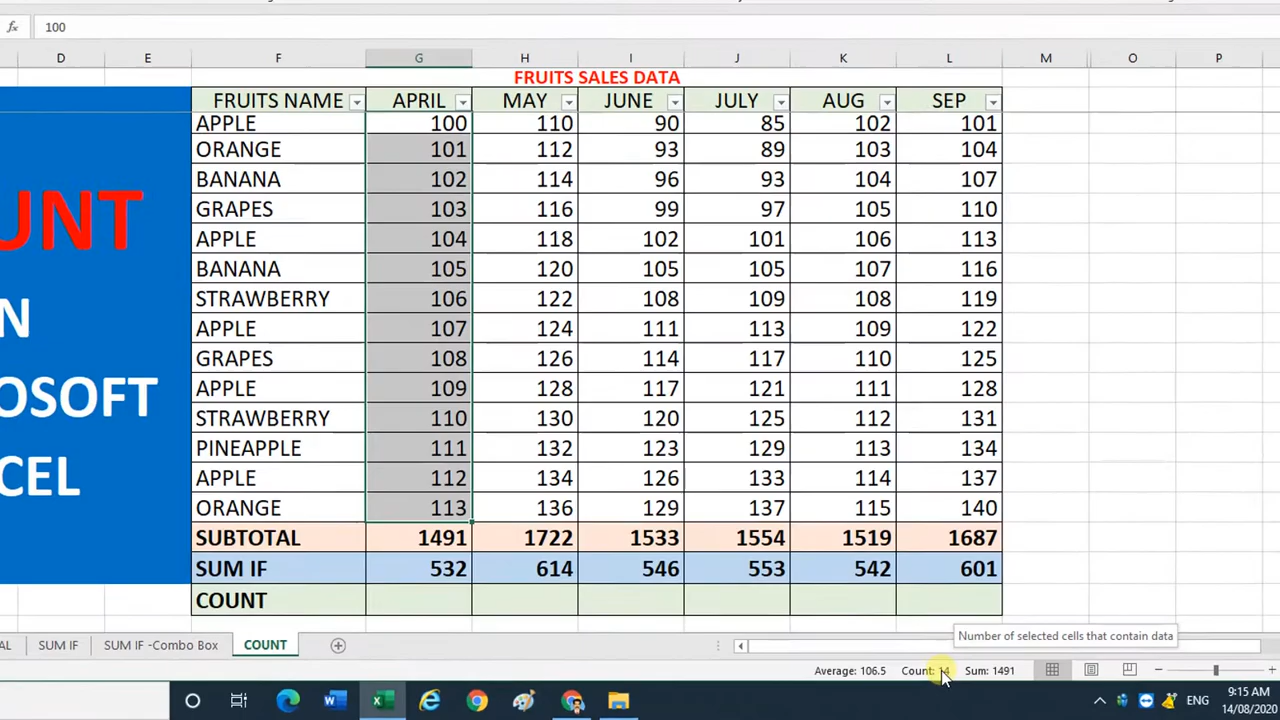 fx 100
D E F G H I J K L M O P
FRUITS SALES DATA
FRUITS NAME APRIL MAY JUNE JULY AUG SEP
APPLE 100 110 90 85 102 101
ORANGE 101 112 93 89 103 104
BANANA 102 114 96 93 104 107
GRAPES 103 116 99 97 105 110
APPLE 104 118 102 101 106 113
BANANA 105 120 105 105 107 116
STRAWBERRY 106 122 108 109 108 119
APPLE 107 124 111 113 109 122
GRAPES 108 126 114 117 110 125
APPLE 109 128 117 121 111 128
STRAWBERRY 110 130 120 125 112 131
PINEAPPLE 111 132 123 129 113 134
APPLE 112 134 126 133 114 137
ORANGE 113 136 129 137 115 140
SUBTOTAL 1491 1722 1533 1554 1519 1687
SUM IF 532 614 546 553 542 601
COUNT
UNT
N
OSOFT
CEL
Number of selected cells that contain data
AL SUM IF SUM IF -Combo Box COUNT
Average: 106.5 Count: 14 Sum: 1491
ENG 9:15 AM
14/08/2020